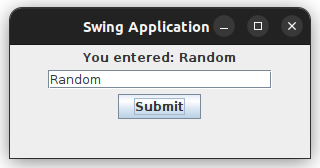 Swing Application
You entered: Random
Random
Submit